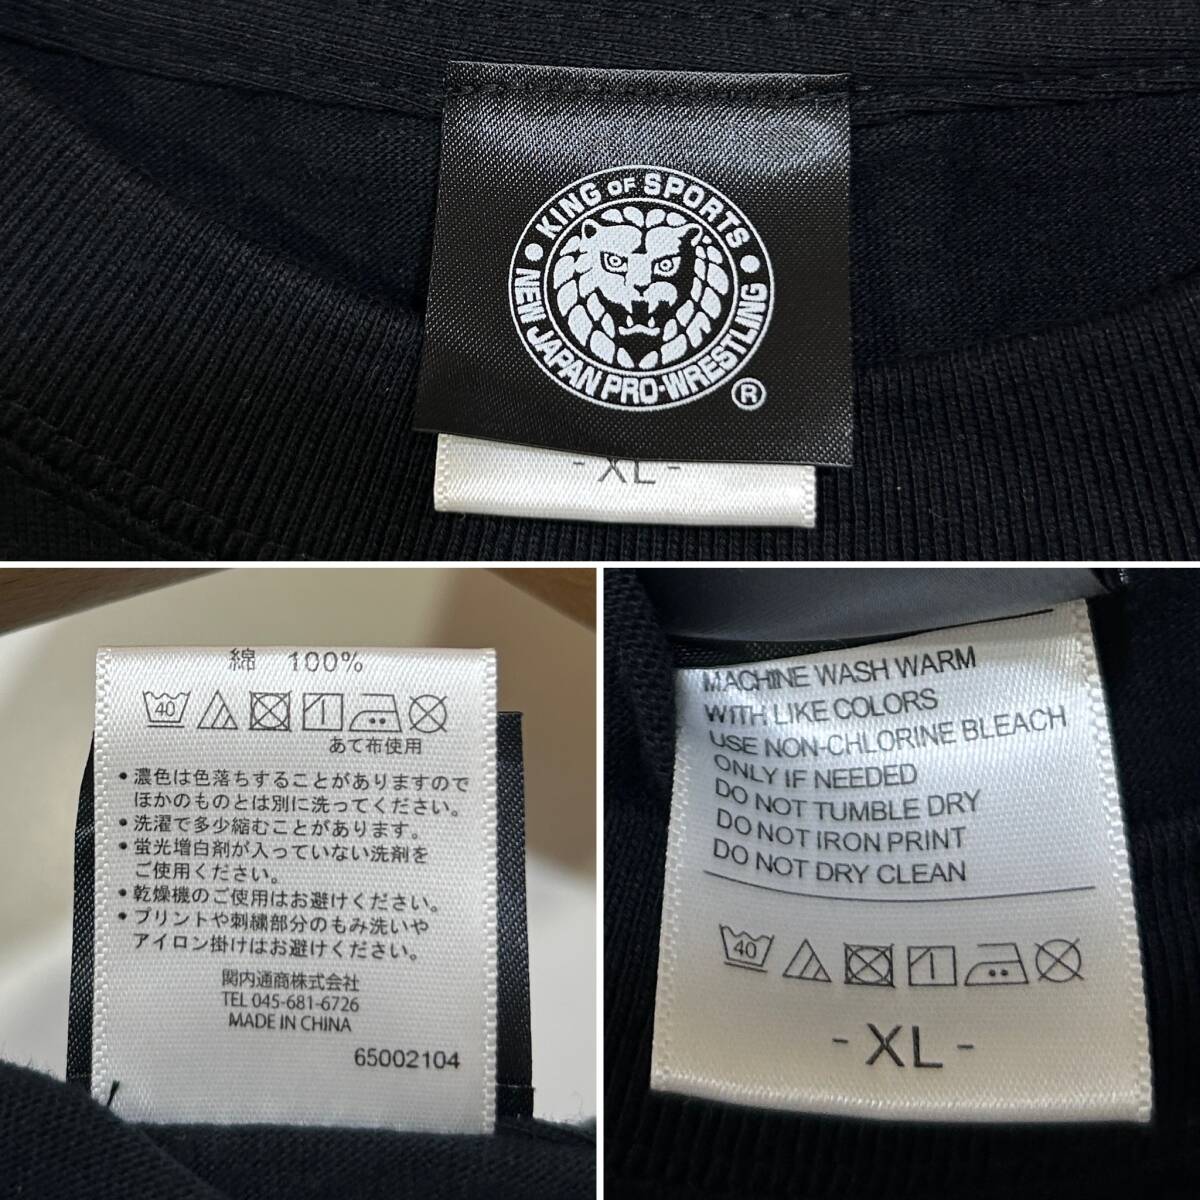 KING OF SPORTS
NEW JAPAN PRO-WRESTLING
®
- XL -
綿 100%
40
あて布使用
・濃色は色落ちすることがありますので
ほかのものとは別に洗ってください。
・洗濯で多少縮むことがあります。
・蛍光増白剤が入っていない洗剤を
ご使用ください。
・乾燥機のご使用はお避けください。
・プリントや刺繍部分のもみ洗いや
アイロン掛けはお避けください。
関内通商株式会社
TEL 045-681-6726
MADE IN CHINA
65002104
MACHINE WASH WARM
WITH LIKE COLORS
USE NON-CHLORINE BLEACH
ONLY IF NEEDED
DO NOT TUMBLE DRY
DO NOT IRON PRINT
DO NOT DRY CLEAN
40
- XL -